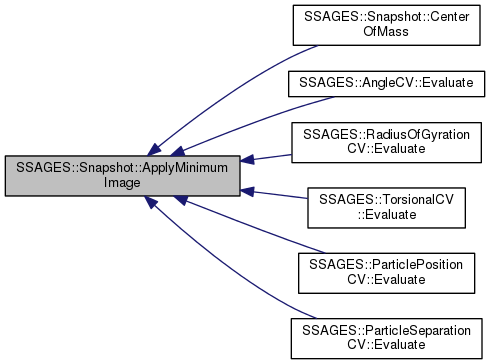 SSAGES::Snapshot::ApplyMinimum
Image
SSAGES::Snapshot::Center
OfMass
SSAGES::AngleCV::Evaluate
SSAGES::RadiusOfGyration
CV::Evaluate
SSAGES::TorsionalCV
::Evaluate
SSAGES::ParticlePosition
CV::Evaluate
SSAGES::ParticleSeparation
CV::Evaluate